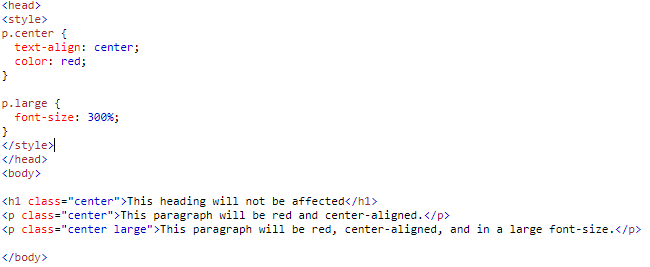 <head>
<style>
p.center {
  text-align: center;
  color: red;
}

p.large {
  font-size: 300%;
}
</style>
</head>
<body>

<h1 class="center">This heading will not be affected</h1>
<p class="center">This paragraph will be red and center-aligned.</p>
<p class="center large">This paragraph will be red, center-aligned, and in a large font-size.</p>

</body>